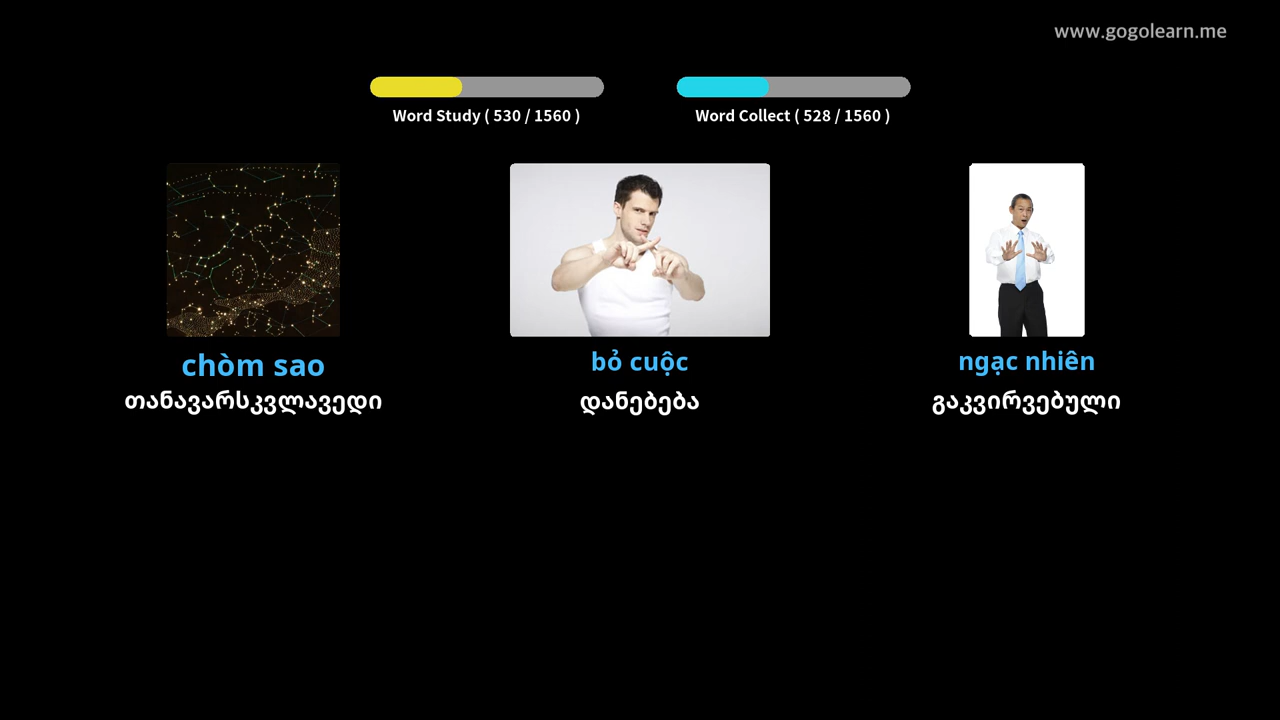 www.gogolearn.me
Word Study ( 530 / 1560 )
Word Collect ( 528 / 1560 )
chòm sao
bỏ cuộc
ngạc nhiên
თანავარსკვლავედი
დანებება
გაკვირვებული